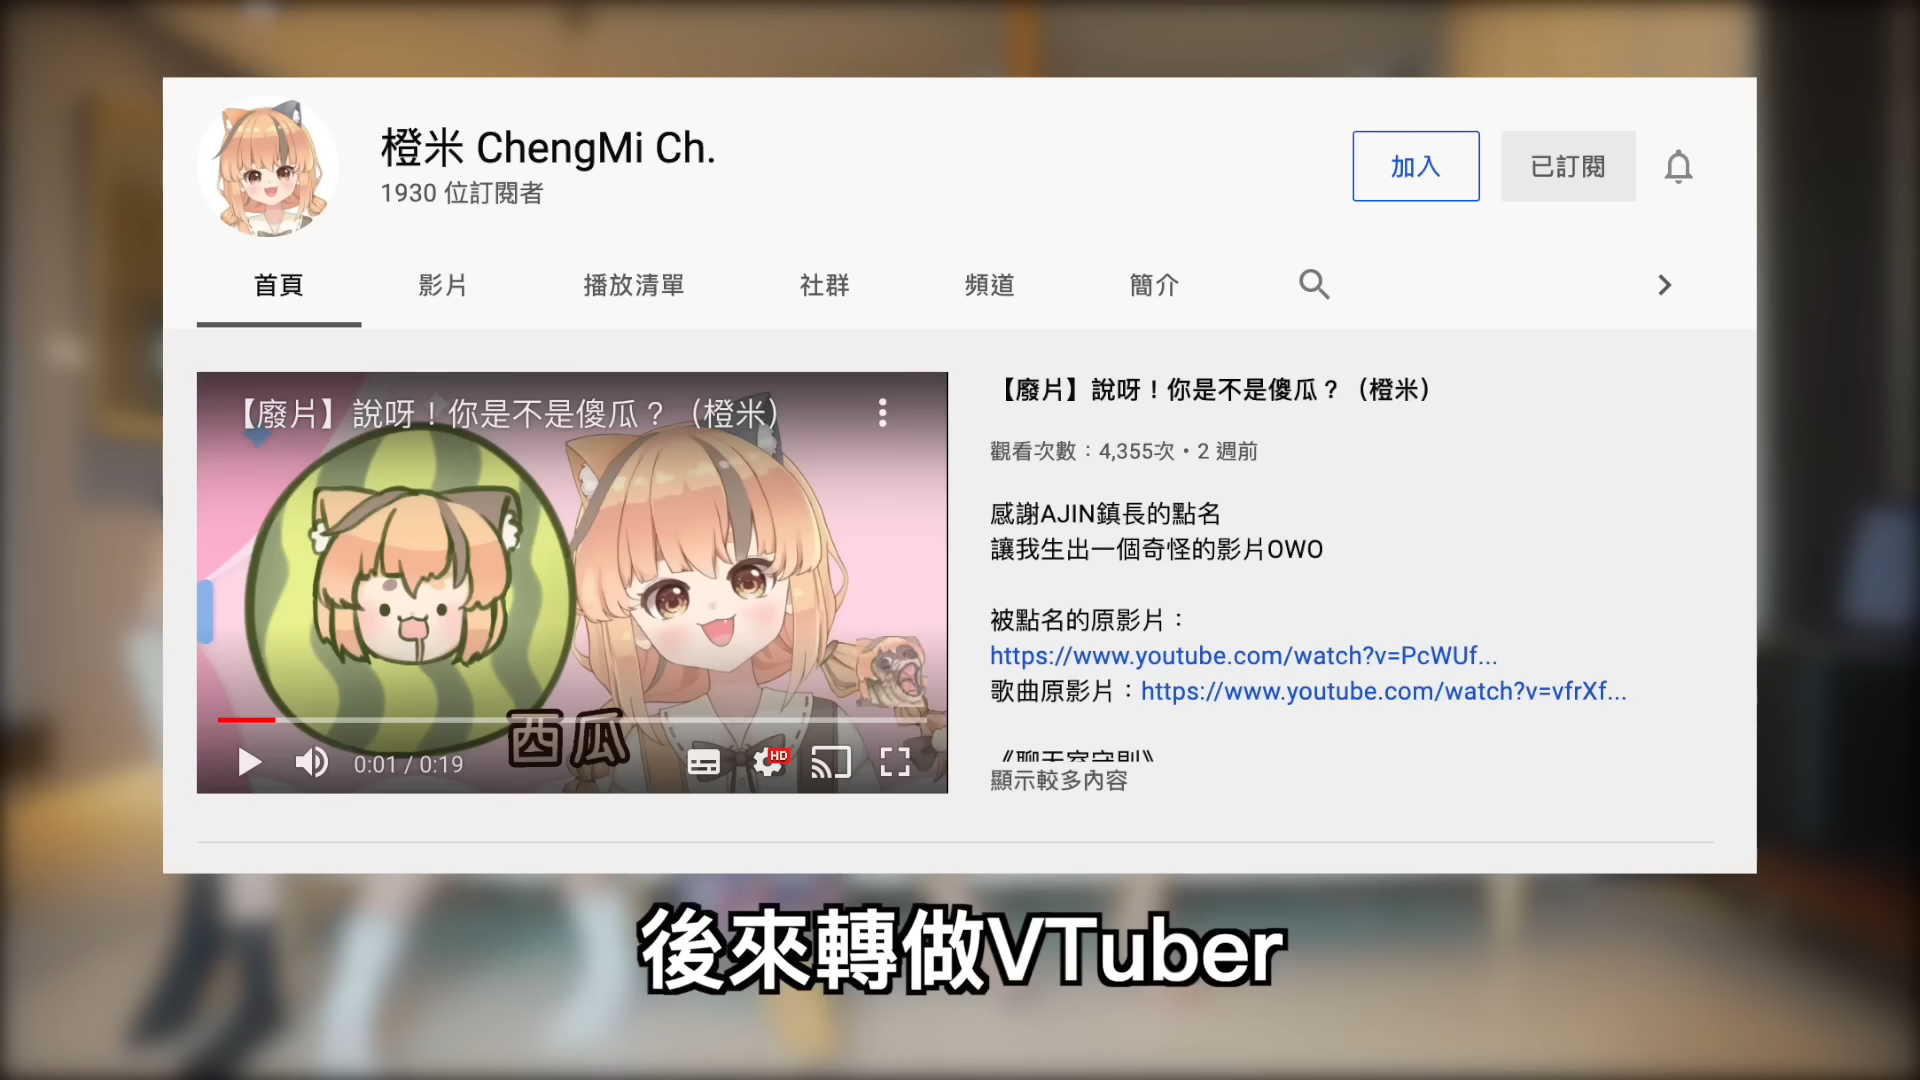 橙米 ChengMi Ch.
1930 位訂閱者
加入
已訂閱
首頁
影片
播放清單
社群
頻道
簡介
【廢片】說呀！你是不是傻瓜？（橙米）
西瓜
0:01 / 0:19
HD
【廢片】說呀！你是不是傻瓜？（橙米）
觀看次數：4,355次・2 週前
感謝AJIN鎮長的點名
讓我生出一個奇怪的影片OWO
被點名的原影片：
https://www.youtube.com/watch?v=PcWUf...
歌曲原影片：https://www.youtube.com/watch?v=vfrXf...
《聊天室守則》
顯示較多內容
後來轉做VTuber